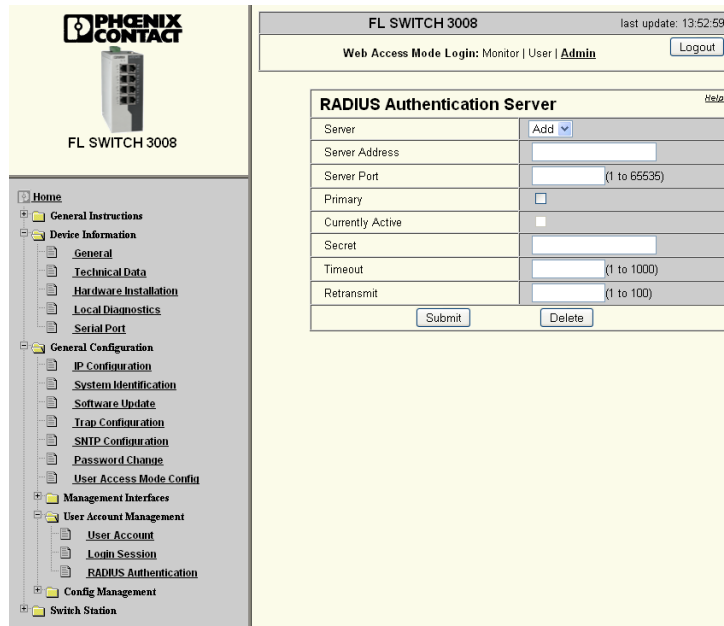 PHŒNIX
CONTACT
FL SWITCH 3008
Home
General Instructions
Device Information
General
Technical Data
Hardware Installation
Local Diagnostics
Serial Port
General Configuration
IP Configuration
System Identification
Software Update
Trap Configuration
SNTP Configuration
Password Change
User Access Mode Config
Management Interfaces
User Account Management
User Account
Login Session
RADIUS Authentication
Config Management
Switch Station
FL SWITCH 3008 last update: 13:52:59
Web Access Mode Login: Monitor | User | Admin Logout
RADIUS Authentication Server Help
Server Add
Server Address
Server Port (1 to 65535)
Primary
Currently Active
Secret
Timeout (1 to 1000)
Retransmit (1 to 100)
Submit Delete